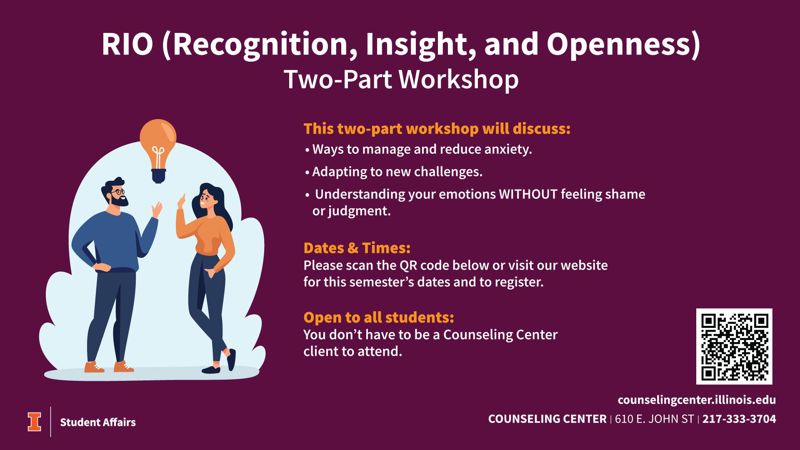 RIO (Recognition, Insight, and Openness)
Two-Part Workshop
This two-part workshop will discuss:
• Ways to manage and reduce anxiety.
• Adapting to new challenges.
• Understanding your emotions WITHOUT feeling shame
or judgment.
Dates & Times:
Please scan the QR code below or visit our website
for this semester’s dates and to register.
Open to all students:
You don’t have to be a Counseling Center
client to attend.
counselingcenter.illinois.edu
COUNSELING CENTER | 610 E. JOHN ST | 217-333-3704
I
Student Affairs